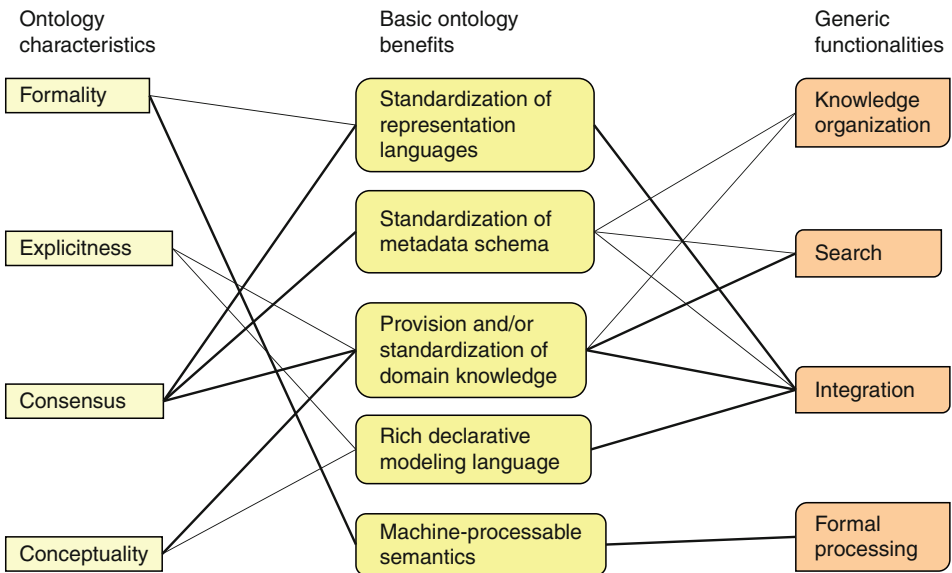 Ontology
characteristics
Basic ontology
benefits
Generic
functionalities
Formality
Explicitness
Consensus
Conceptuality
Standardization of
representation
languages
Standardization of
metadata schema
Provision and/or
standardization of
domain knowledge
Rich declarative
modeling language
Machine-processable
semantics
Knowledge
organization
Search
Integration
Formal
processing